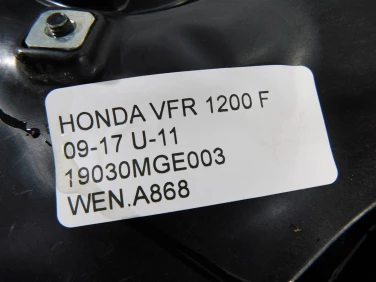 HONDA VFR 1200 F
09-17 U-11
19030MGE003
WEN.A868